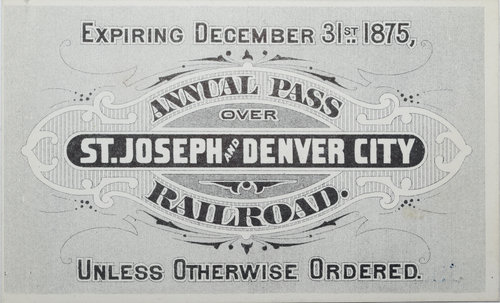 EXPIRING DECEMBER 31ST. 1875,
ANNUAL PASS
OVER
ST. JOSEPH AND DENVER CITY
RAILROAD.
UNLESS OTHERWISE ORDERED.